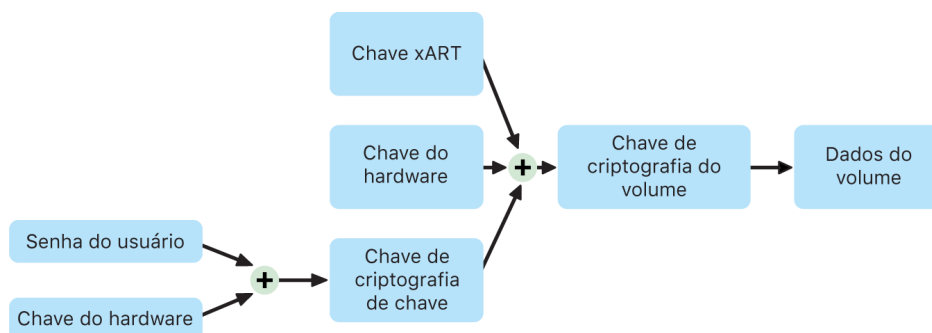 Chave xART
Chave do
hardware
Chave de
criptografia do
volume
Dados do
volume
Senha do usuário
Chave de
criptografia
de chave
Chave do hardware